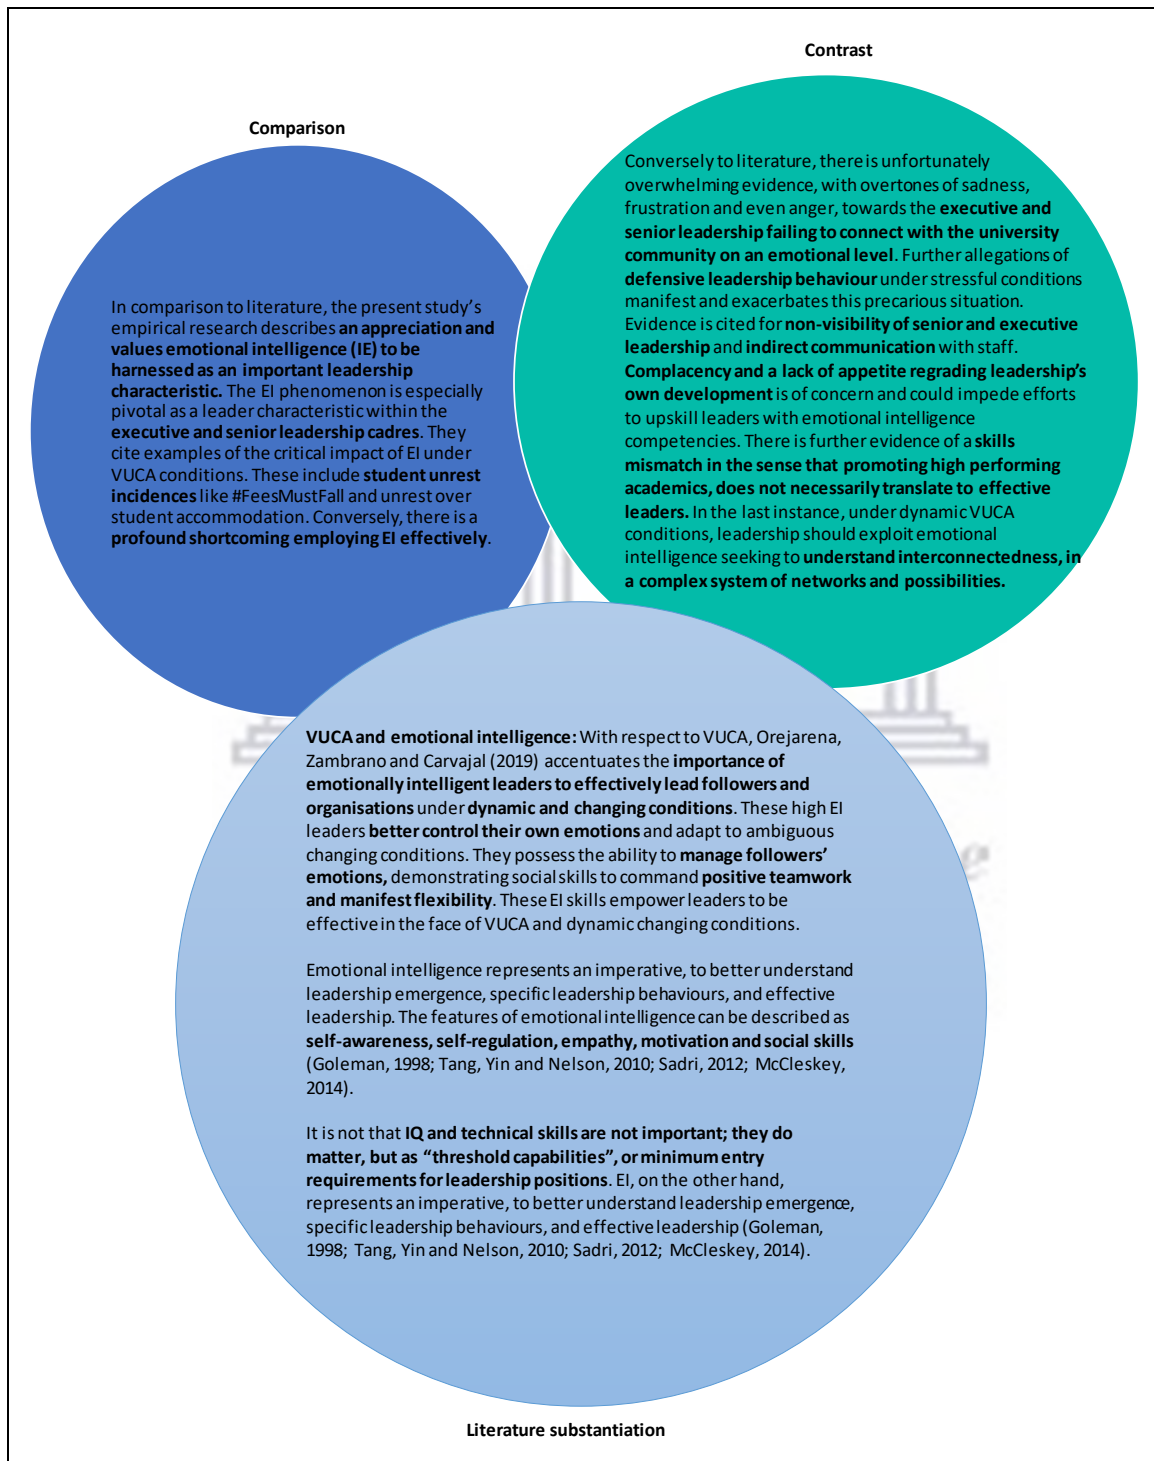 Contrast
Comparison
Conversely to literature, there is unfortunately
overwhelming evidence, with overtones of sadness,
frustration and even anger, towards the executive and
senior leadership failing to connect with the university
community on an emotional level. Further allegations of
defensive leadership behaviour under stressful conditions
manifest and exacerbates this precarious situation.
Evidence is cited for non-visibility of senior and executive
leadership and indirect communication with staff.
Complacency and a lack of appetite regrading leadership's
own development is of concern and could impede efforts
to upskill leaders with emotional intelligence
competencies. There is further evidence of a skills
mismatch in the sense that promoting high performing
academics, does not necessarily translate to effective
leaders. In the last instance, under dynamic VUCA
conditions, leadership should exploit emotional
intelligence seeking to understand interconnectedness, in
a complex system of networks and possibilities.
In comparison to literature, the present study's
empirical research describes an appreciation and
values emotional intelligence (IE) to be
harnessed as an important leadership
characteristic. The EI phenomenon is especially
pivotal as a leader characteristic within the
executive and senior leadership cadres. They
cite examples of the critical impact of EI under
VUCA conditions. These include student unrest
incidences like #FeesMustFall and unrest over
student accommodation. Conversely, there is a
profound shortcoming employing EI effectively.
VUCA and emotional intelligence: With respect to VUCA, Orejarena,
Zambrano and Carvajal (2019) accentuates the importance of
emotionally intelligent leaders to effectively lead followers and
organisations under dynamic and changing conditions. These high EI
leaders better control their own emotions and adapt to ambiguous
changing conditions. They possess the ability to manage followers'
emotions, demonstrating social skills to command positive teamwork
and manifest flexibility. These EI skills empower leaders to be
effective in the face of VUCA and dynamic changing conditions.
Emotional intelligence represents an imperative, to better understand
leadership emergence, specific leadership behaviours, and effective
leadership. The features of emotional intelligence can be described as
self-awareness, self-regulation, empathy, motivation and social skills
(Goleman, 1998; Tang, Yin and Nelson, 2010; Sadri, 2012; McCleskey,
2014).
It is not that IQ and technical skills are not important; they do
matter, but as "threshold capabilities", or minimum entry
requirements for leadership positions. EI, on the other hand,
represents an imperative, to better understand leadership emergence,
specific leadership behaviours, and effective leadership (Goleman,
1998; Tang, Yin and Nelson, 2010; Sadri, 2012; McCleskey, 2014).
Literature substantiation